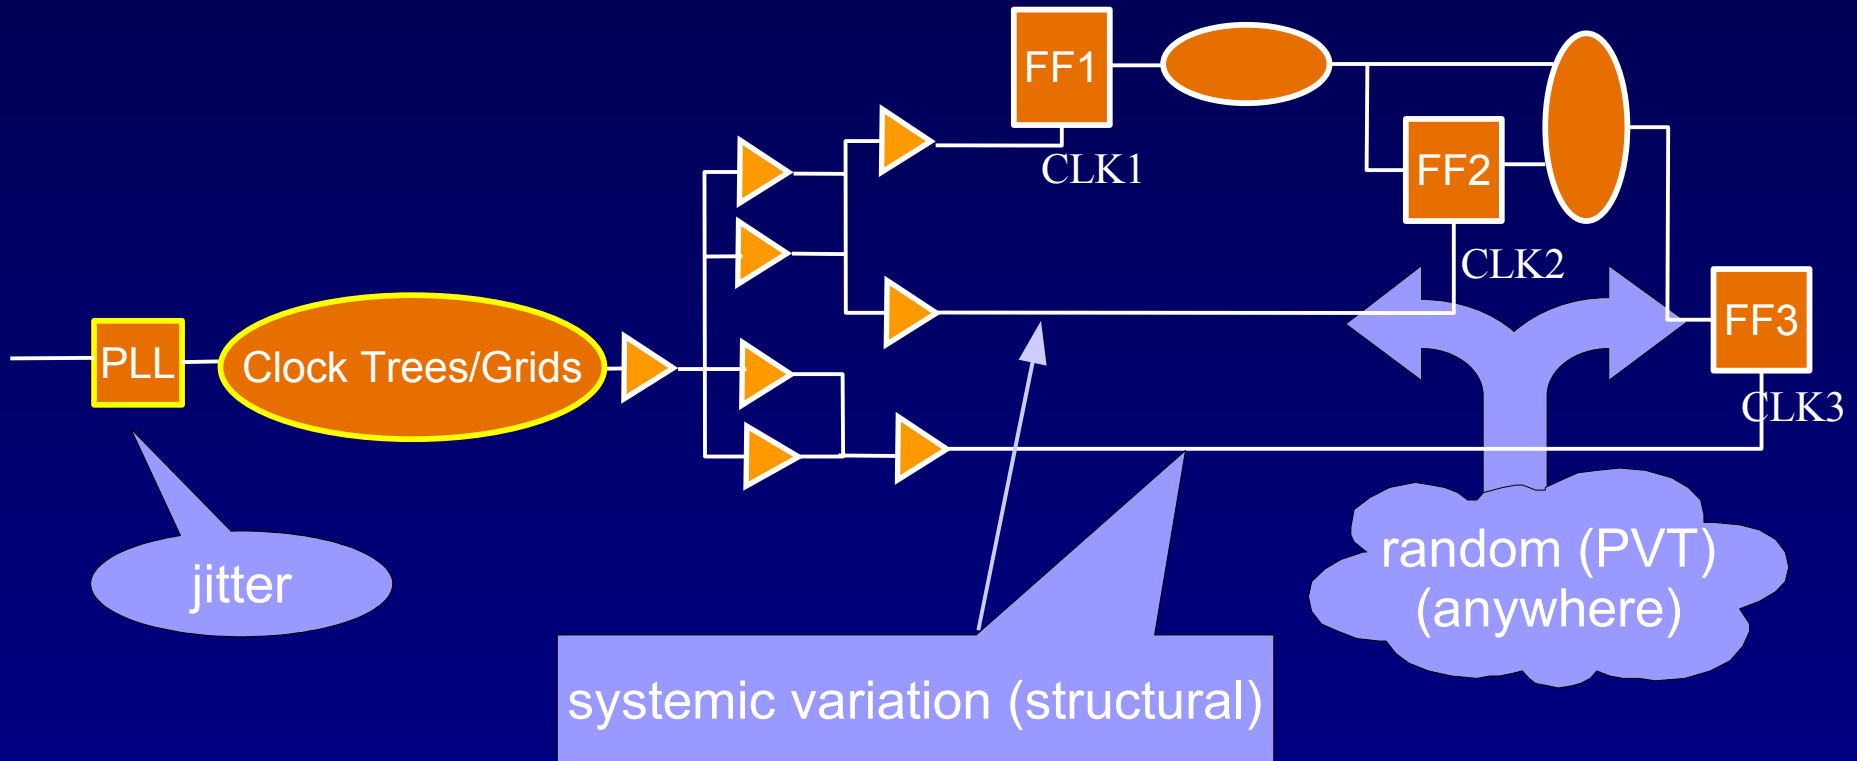 FF1
CLK1
FF2
CLK2
FF3
CLK3
PLL
Clock Trees/Grids
jitter
random (PVT)
(anywhere)
systemic variation (structural)